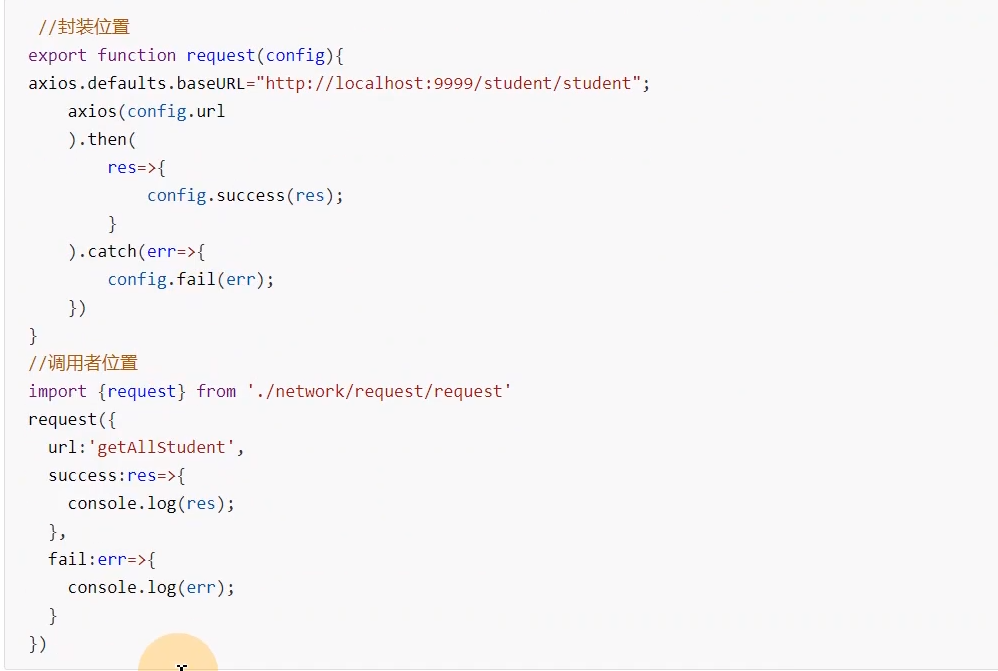 //封装位置
export function request(config){
axios.defaults.baseURL="http://localhost:9999/student/student";
    axios(config.url
    ).then(
        res=>{
            config.success(res);
        }
    ).catch(err=>{
        config.fail(err);
    })
}
//调用者位置
import {request} from './network/request/request'
request({
  url:'getAllStudent',
  success:res=>{
    console.log(res);
  },
  fail:err=>{
    console.log(err);
  }
})